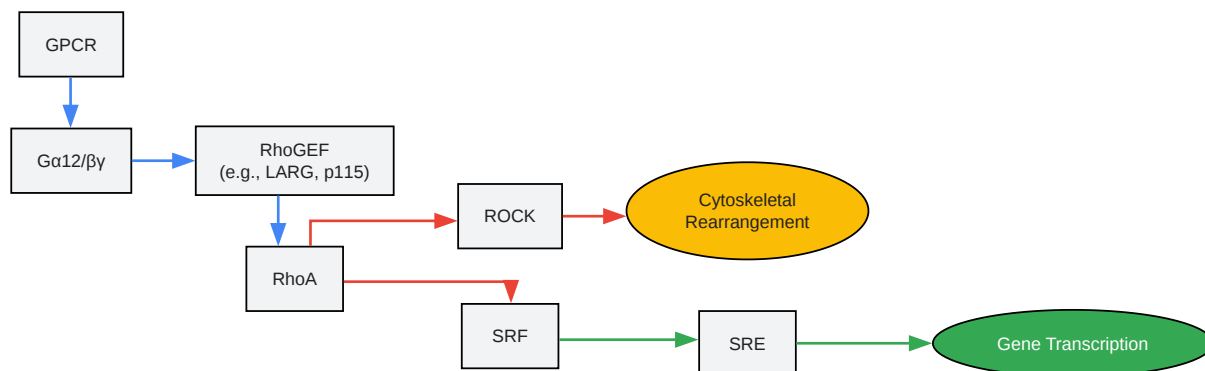 GPCR
Gα12/βγ
RhoGEF
(e.g., LARG, p115)
RhoA
ROCK
Cytoskeletal
Rearrangement
SRF
SRE
Gene Transcription